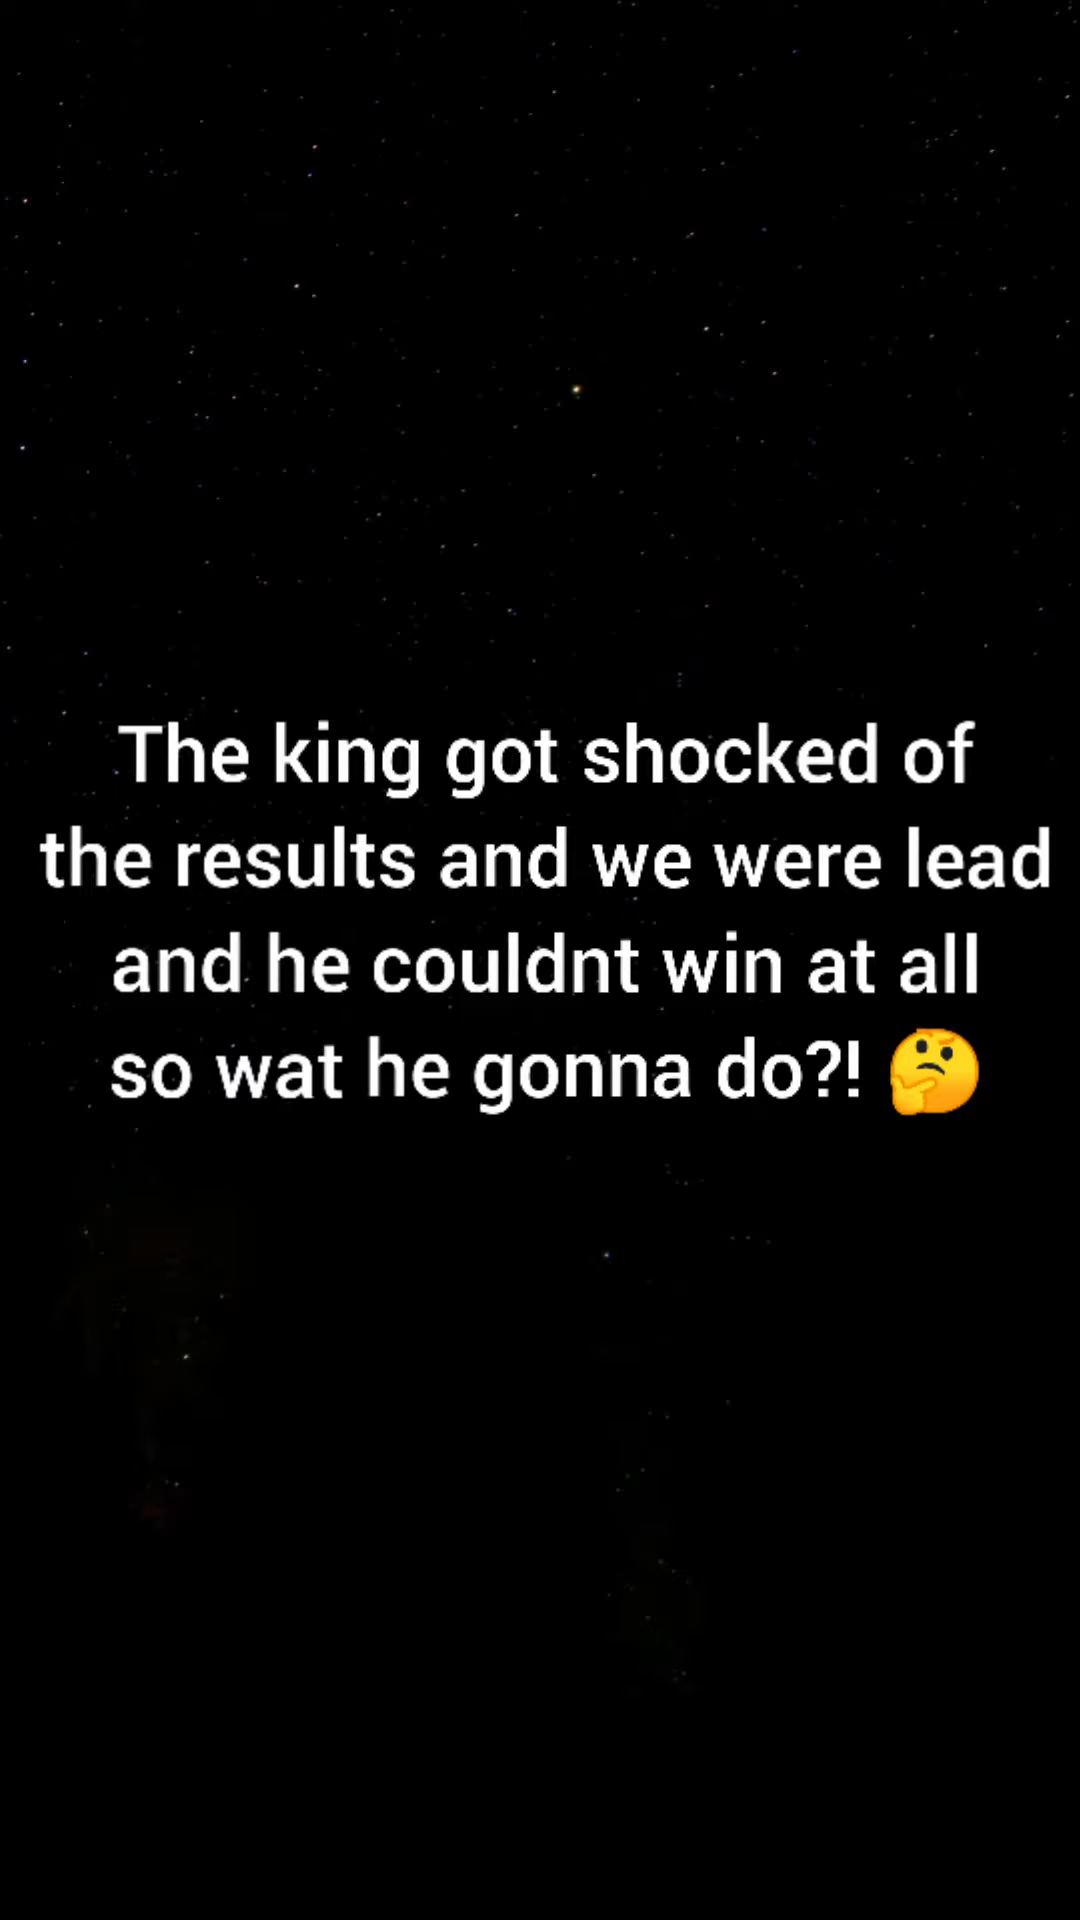 The king got shocked of
the results and we were lead
and he couldnt win at all
so wat he gonna do?! 🤔